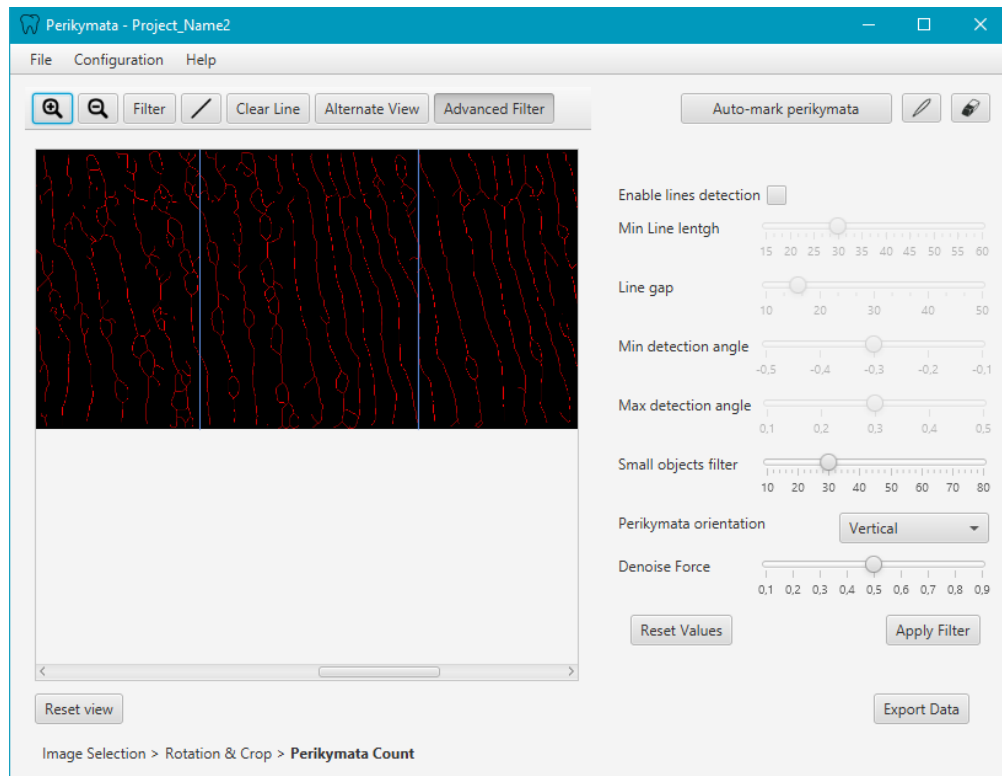 Perikymata - Project_Name2
File Configuration Help
Filter Clear Line Alternate View Advanced Filter Auto-mark perikymata
Enable lines detection
Min Line lentgh
15 20 25 30 35 40 45 50 55 60
Line gap
10 20 30 40 50
Min detection angle
-0,5 -0,4 -0,3 -0,2 -0,1
Max detection angle
0,1 0,2 0,3 0,4 0,5
Small objects filter
10 20 30 40 50 60 70 80
Perikymata orientation Vertical
Denoise Force
0,1 0,2 0,3 0,4 0,5 0,6 0,7 0,8 0,9
Reset Values Apply Filter
Reset view Export Data
Image Selection > Rotation & Crop > Perikymata Count